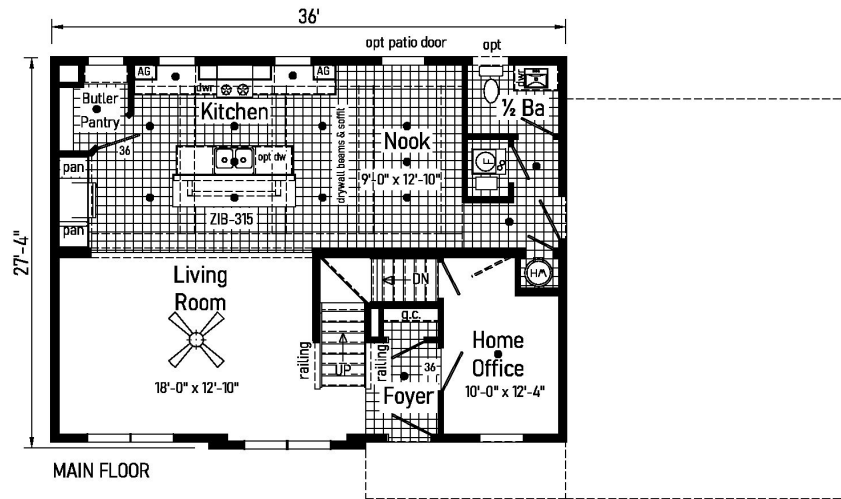 36'
opt patio door
opt
AG
AG
dwr
dwr
Butler
Pantry
Kitchen
½ Ba
Nook
36
opt dw
drywall beams & soffit
F
pan
9'-0" x 12'-10"
ZIB-315
pan
27'-4"
Living
Room
DN
HW
g.c.
railing
UP
railing
36
Home
Office
18'-0" x 12'-10"
Foyer
10'-0" x 12'-4"
MAIN FLOOR